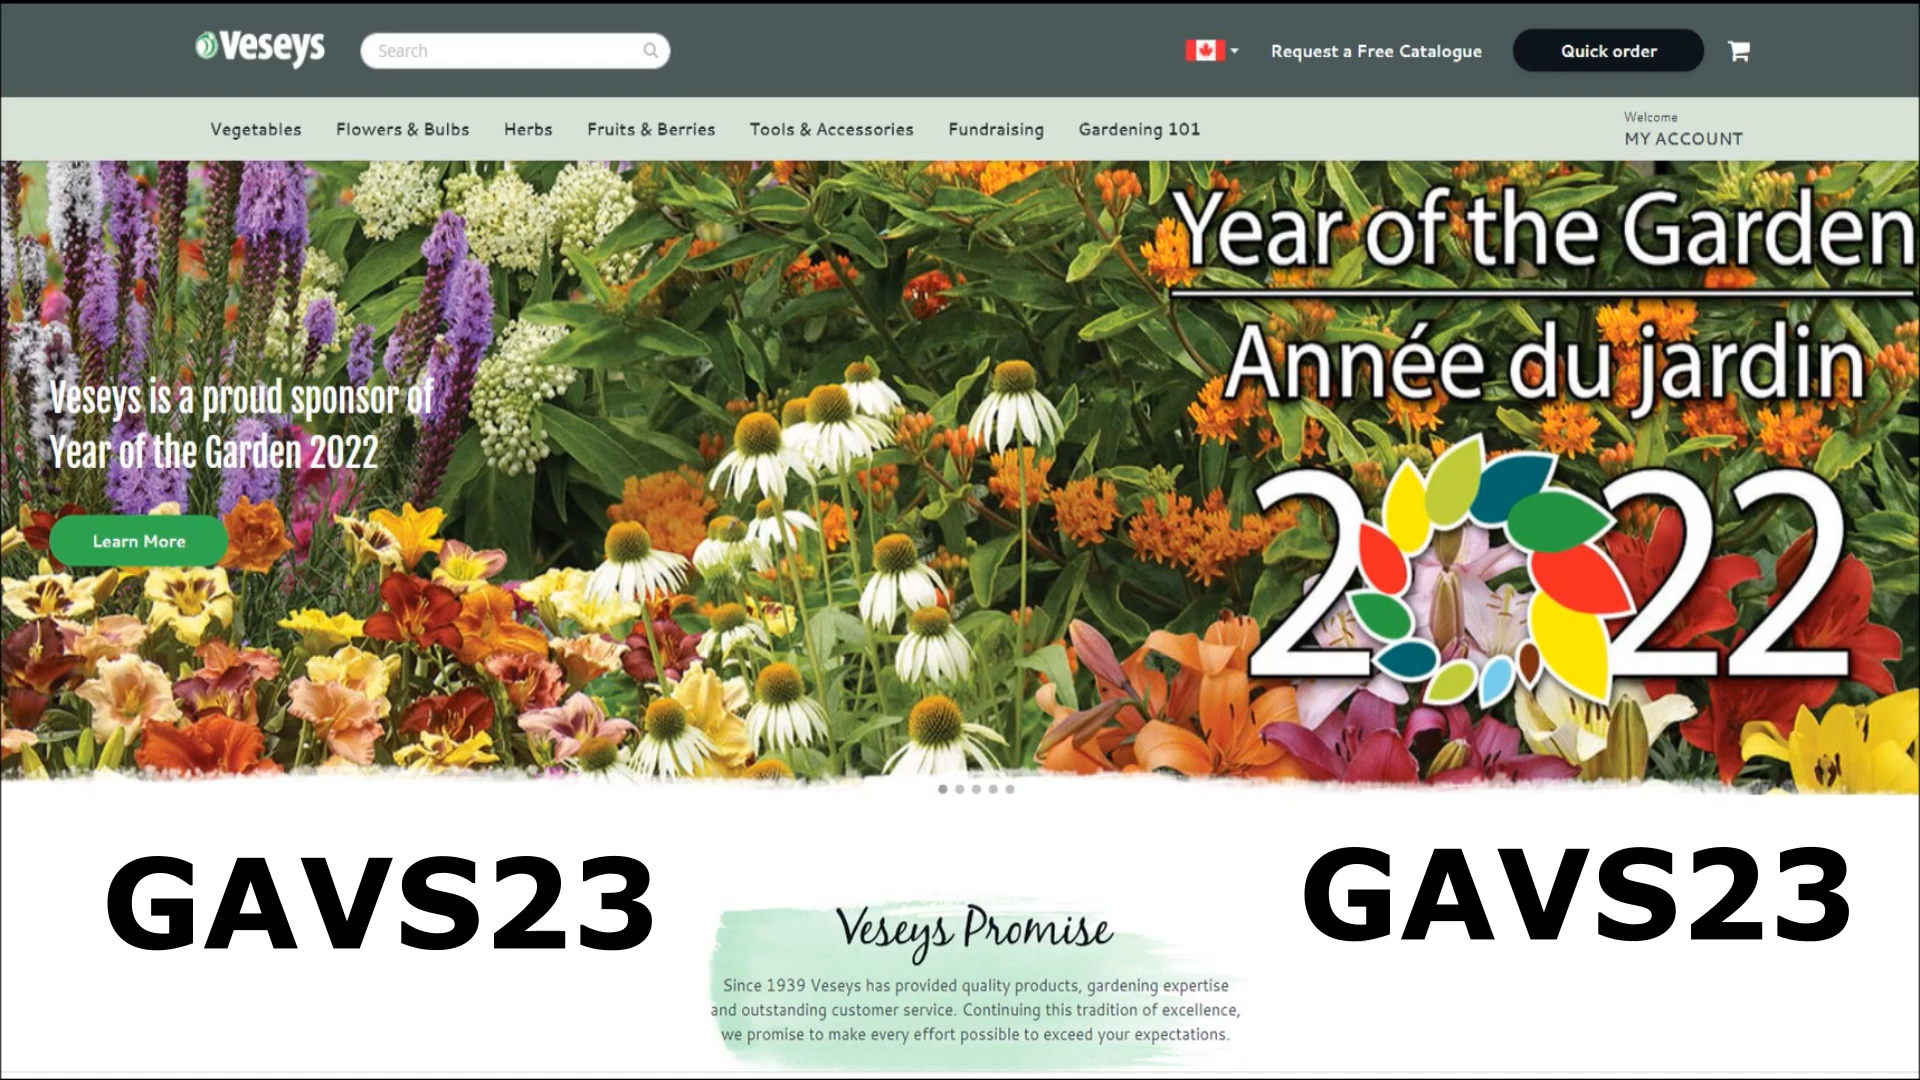 Veseys
Search
Request a Free Catalogue
Quick order
Vegetables
Flowers & Bulbs
Herbs
Fruits & Berries
Tools & Accessories
Fundraising
Gardening 101
Welcome
MY ACCOUNT
Year of the Garden
Année du jardin
2022
Veseys is a proud sponsor of
Year of the Garden 2022
Learn More
GAVS23
GAVS23
Veseys Promise
Since 1939 Veseys has provided quality products, gardening expertise
and outstanding customer service. Continuing this tradition of excellence,
we promise to make every effort possible to exceed your expectations.